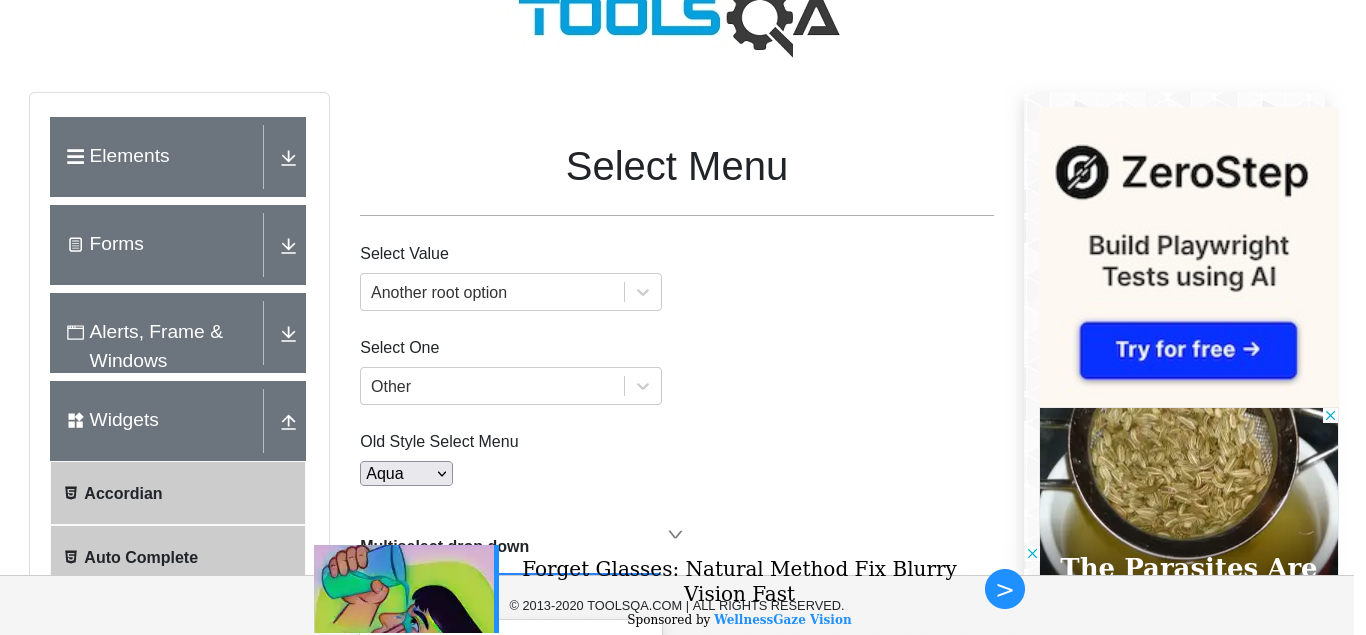 TOOLSQA
Elements
Forms
Alerts, Frame &
Windows
Widgets
Accordian
Auto Complete
Select Menu
Select Value
Another root option
Select One
Other
Old Style Select Menu
Aqua
Multiselect drop down
Forget Glasses: Natural Method Fix Blurry
Vision Fast
© 2013-2020 TOOLSQA.COM | ALL RIGHTS RESERVED.
Sponsored by WellnessGaze Vision
>
ZeroStep
Build Playwright
Tests using AI
Try for free →
The Parasites Are